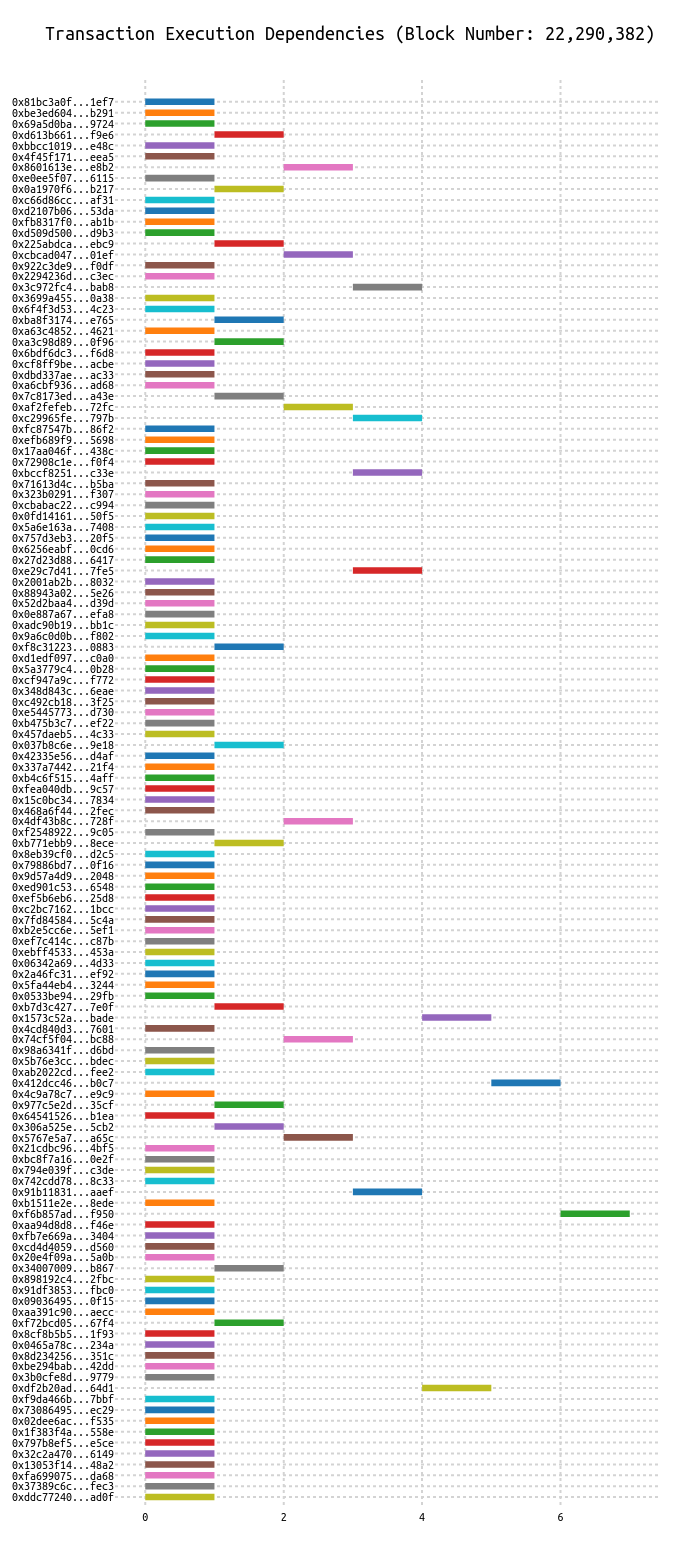 Transaction Execution Dependencies (Block Number: 22,290,382)
0x81bc3a0f...1ef7
0xbe3ed604...b291
0x69a5d0ba...9724
0xd613b661...f9e6
0xbbcc1019...e48c
0x4f45f171...eea5
0x8601613e...e8b2
0xe0ee5f07...6115
0x0a1970f6...b217
0xc66d86cc...af31
0xd2107b06...53da
0xfb8317f0...ab1b
0xd509d500...d9b3
0x225abdca...ebc9
0xcbcad047...01ef
0x922c3de9...f0df
0x2294236d...c3ec
0x3c972fc4...bab8
0x3699a455...0a38
0x6f4f3d53...4c23
0xba8f3174...e765
0xa63c4852...4621
0xa3c98d89...0f96
0x6bdf6dc3...f6d8
0xcf8ff9be...acbe
0xdbd337ae...ac33
0xa6cbf936...ad68
0x7c8173ed...a43e
0xaf2fefeb...72fc
0xc29965fe...797b
0xfc87547b...86f2
0xefb689f9...5698
0x17aa046f...438c
0x72908c1e...f0f4
0xbccf8251...c33e
0x71613d4c...b5ba
0x323b0291...f307
0xcbabac22...c994
0x0fd14161...50f5
0x5a6e163a...7408
0x757d3eb3...20f5
0x6256eabf...0cd6
0x27d23d88...6417
0xe29c7d41...7fe5
0x2001ab2b...8032
0x88943a02...5e26
0x52d2baa4...d39d
0x0e887a67...efa8
0xadc90b19...bb1c
0x9a6c0d0b...f802
0xf8c31223...0883
0xd1edf097...c0a0
0x5a3779c4...0b28
0xcf947a9c...f772
0x348d843c...6eae
0xc492cb18...3f25
0xe5445773...d730
0xb475b3c7...ef22
0x457daeb5...4c33
0x037b8c6e...9e18
0x42335e56...d4af
0x337a7442...21f4
0xb4c6f515...4aff
0xfea040db...9c57
0x15c0bc34...7834
0x468a6f44...2fec
0x4df43b8c...728f
0xf2548922...9c05
0xb771ebb9...8ece
0x8eb39cf0...d2c5
0x79886bd7...0f16
0x9d57a4d9...2048
0xed901c53...6548
0xef5b6eb6...25d8
0xc2bc7162...1bcc
0x7fd84584...5c4a
0xb2e5cc6e...5ef1
0xef7c414c...c87b
0xebff4533...453a
0x06342a69...4d33
0x2a46fc31...ef92
0x5fa44eb4...3244
0x0533be94...29fb
0xb7d3c427...7e0f
0x1573c52a...bade
0x4cd840d3...7601
0x74cf5f04...bc88
0x98a6341f...d6bd
0x5b76e3cc...bdec
0xab2022cd...fee2
0x412dcc46...b0c7
0x4c9a78c7...e9c9
0x977c5e2d...35cf
0x64541526...b1ea
0x306a525e...5cb2
0x5767e5a7...a65c
0x21cdbc96...4bf5
0xbc8f7a16...0e2f
0x794e039f...c3de
0x742cdd78...8c33
0x91b11831...aaef
0xb1511e2e...8ede
0xf6b857ad...f950
0xaa94d8d8...f46e
0xfb7e669a...3404
0xcd4d4059...d560
0x20e4f09a...5a0b
0x34007009...b867
0x898192c4...2fbc
0x91df3853...fbc0
0x09036495...0f15
0xaa391c90...aecc
0xf72bcd05...67f4
0x8cf8b5b5...1f93
0x0465a78c...234a
0x8d234256...351c
0xbe294bab...42dd
0x3b0cfe8d...9779
0xdf2b20ad...64d1
0xf9da466b...7bbf
0x73086495...ec29
0x02dee6ac...f535
0x1f383f4a...558e
0x797b8ef5...e5ce
0x32c2a470...6149
0x13053f14...48a2
0xfa699075...da68
0x37389c6c...fec3
0xddc77240...ad0f
0 2 4 6